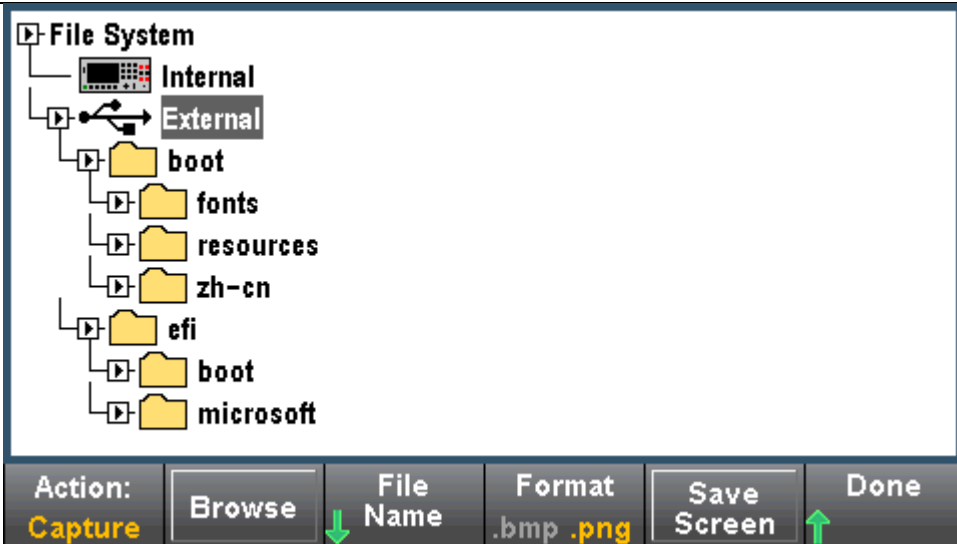 File System
Internal
External
boot
fonts
resources
zh-cn
efi
boot
microsoft
Action:
Capture
Browse
File
Name
Format
.bmp .png
Save
Screen
Done